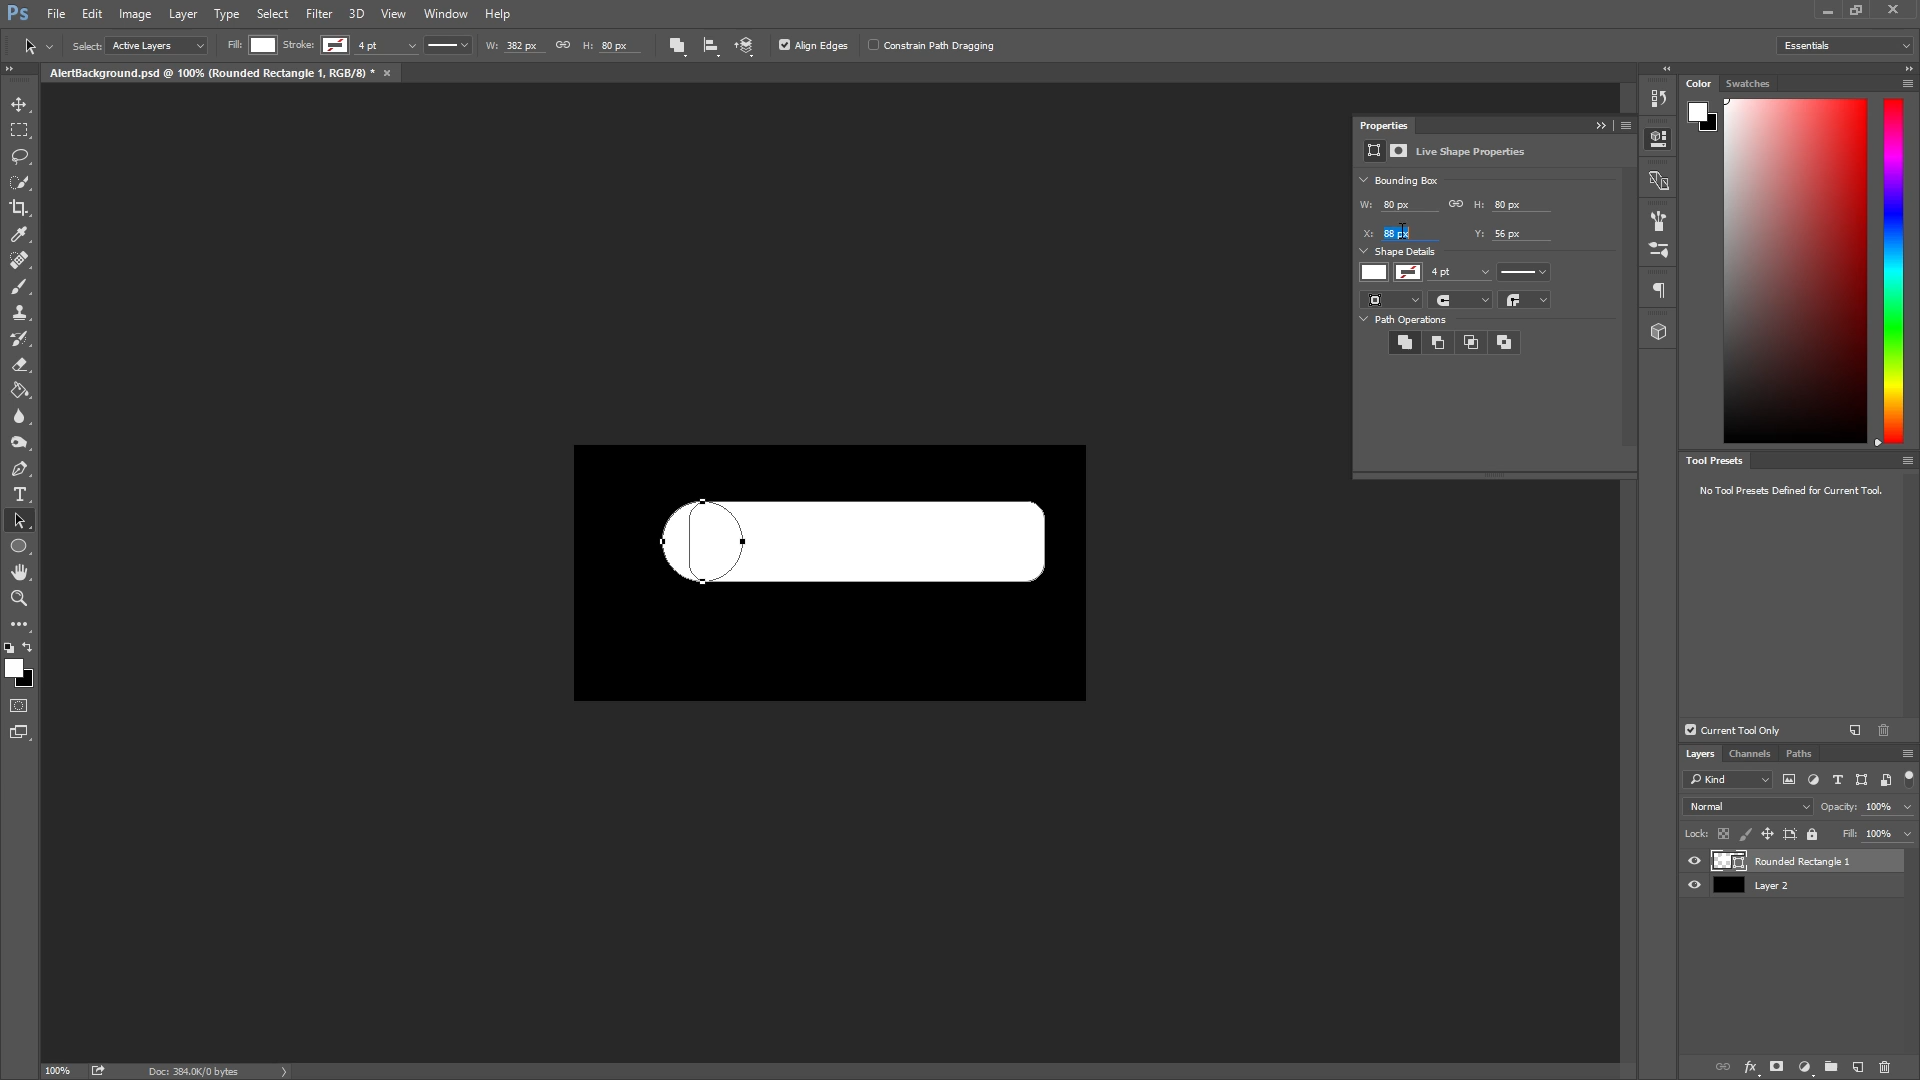 Ps File Edit Image Layer Type Select Filter 3D View Window Help
Select: Active Layers Fill: Stroke: 4 pt W: 382 px H: 80 px Align Edges Constrain Path Dragging Essentials
AlertBackground.psd @ 100% (Rounded Rectangle 1, RGB/8) *
Properties
Live Shape Properties
Bounding Box
W: 80 px H: 80 px
X: 88 px Y: 56 px
Shape Details
4 pt
Path Operations
Color Swatches
Tool Presets
No Tool Presets Defined for Current Tool.
Current Tool Only
Layers Channels Paths
Kind
Normal Opacity: 100%
Lock: Fill: 100%
Rounded Rectangle 1
Layer 2
100% Doc: 384.0K/0 bytes